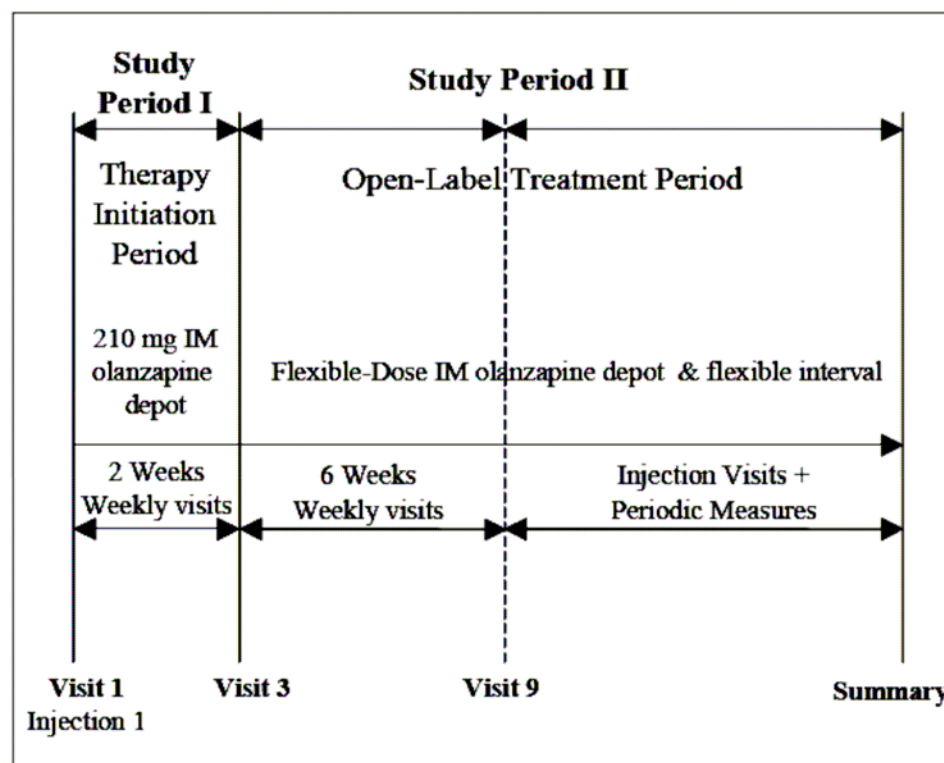 Study
Period I
Study Period II
Therapy
Initiation
Period
Open-Label Treatment Period
210 mg IM
olanzapine
depot
Flexible-Dose IM olanzapine depot & flexible interval
2 Weeks
Weekly visits
6 Weeks
Weekly visits
Injection Visits +
Periodic Measures
Visit 1
Injection 1
Visit 3
Visit 9
Summary